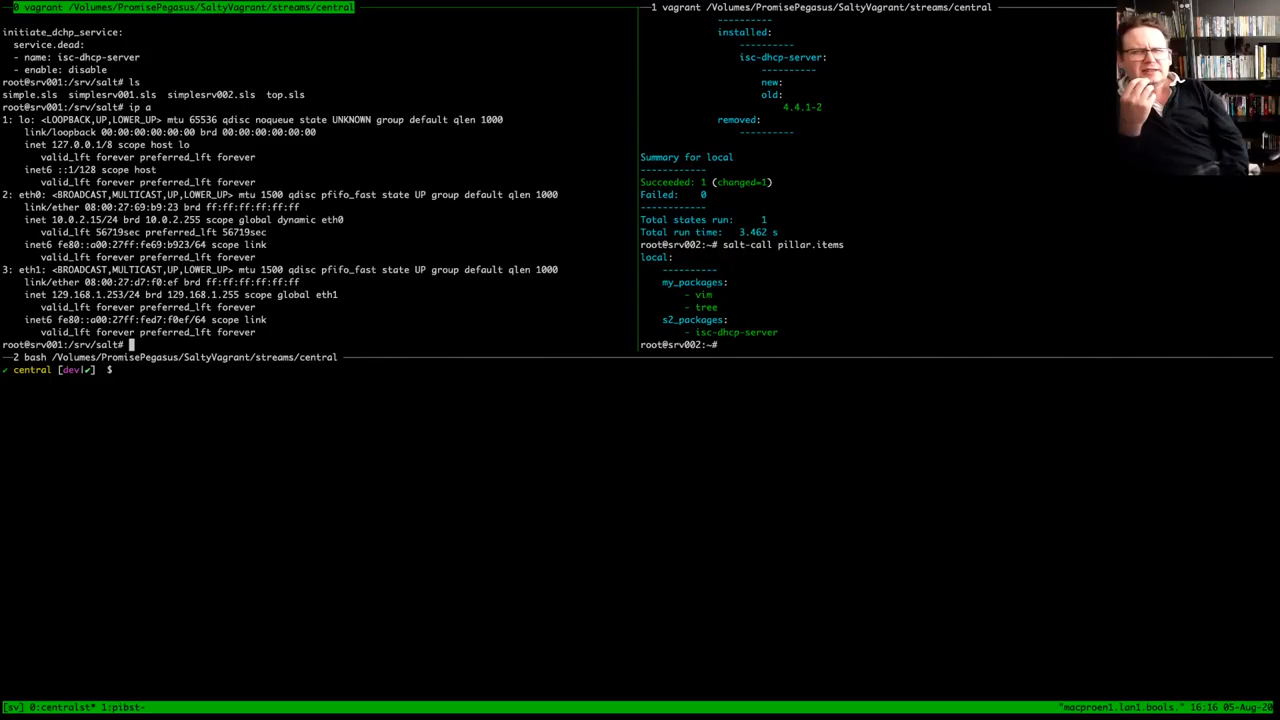 0 vagrant /Volumes/PromisePegasus/SaltyVagrant/streams/central
initiate_dchp_service:
service.dead:
- name: isc-dhcp-server
- enable: disable
root@srv001:/srv/salt# ls
simple.sls simplesrv001.sls simplesrv002.sls top.sls
root@srv001:/srv/salt# ip a
1: lo: <LOOPBACK,UP,LOWER_UP> mtu 65536 qdisc noqueue state UNKNOWN group default qlen 1000
link/loopback 00:00:00:00:00:00 brd 00:00:00:00:00:00
inet 127.0.0.1/8 scope host lo
valid_lft forever preferred_lft forever
inet6 ::1/128 scope host
valid_lft forever preferred_lft forever
2: eth0: <BROADCAST,MULTICAST,UP,LOWER_UP> mtu 1500 qdisc pfifo_fast state UP group default qlen 1000
link/ether 08:00:27:69:b9:23 brd ff:ff:ff:ff:ff:ff
inet 10.0.2.15/24 brd 10.0.2.255 scope global dynamic eth0
valid_lft 56719sec preferred_lft 56719sec
inet6 fe80::a00:27ff:fe69:b923/64 scope link
valid_lft forever preferred_lft forever
3: eth1: <BROADCAST,MULTICAST,UP,LOWER_UP> mtu 1500 qdisc pfifo_fast state UP group default qlen 1000
link/ether 08:00:27:d7:f0:ef brd ff:ff:ff:ff:ff:ff
inet 129.168.1.253/24 brd 129.168.1.255 scope global eth1
valid_lft forever preferred_lft forever
inet6 fe80::a00:27ff:fed7:f0ef/64 scope link
valid_lft forever preferred_lft forever
root@srv001:/srv/salt#
1 vagrant /Volumes/PromisePegasus/SaltyVagrant/streams/central
----------
installed:
----------
isc-dhcp-server:
----------
new:
old:
4.4.1-2
removed:
----------
Summary for local
------------
Succeeded: 1 (changed=1)
Failed: 0
------------
Total states run: 1
Total run time: 3.462 s
root@srv002:~# salt-call pillar.items
local:
----------
my_packages:
- vim
- tree
s2_packages:
- isc-dhcp-server
root@srv002:~#
2 bash /Volumes/PromisePegasus/SaltyVagrant/streams/central
✔ central [dev|✔] $
[sv] 0:centralst* 1:pibst- "macproen1.lan1.bools." 16:16 05-Aug-20